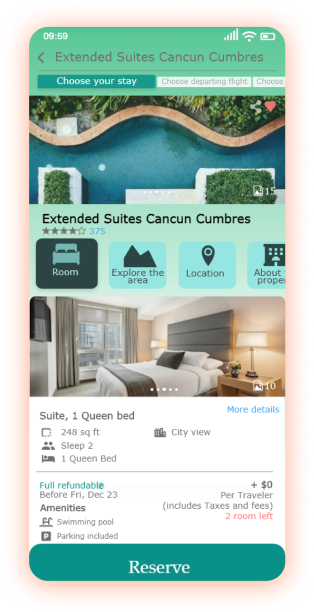 09:59
Extended Suites Cancun Cumbres
Choose your stay Choose departing flight Choose
15
Extended Suites Cancun Cumbres
375
Room Explore the area Location About proper
10
Suite, 1 Queen bed More details
248 sq ft City view
Sleep 2
1 Queen Bed
Full refundable + $0
Before Fri, Dec 23 Per Traveler
Amenities (includes Taxes and fees)
2 room left
Swimming pool
P Parking included
Reserve